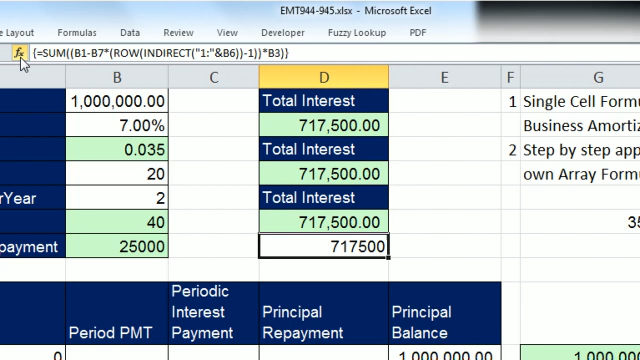 EMT944-945.xlsx - Microsoft Excel
Layout Formulas Data Review View Developer Fuzzy Lookup PDF
fx {=SUM((B1-B7*(ROW(INDIRECT("1:"&B6))-1))*B3)}
B C D E F G
1,000,000.00 Total Interest 1 Single Cell Formu
7.00% 717,500.00 Business Amortiz
0.035 Total Interest 2 Step by step app
20 717,500.00 own Array Formu
rYear 2 Total Interest
40 717,500.00 35
payment 25000 717500
Period PMT Periodic Interest Payment Principal Repayment Principal Balance
0 1,000,000.00 1,000,000.00